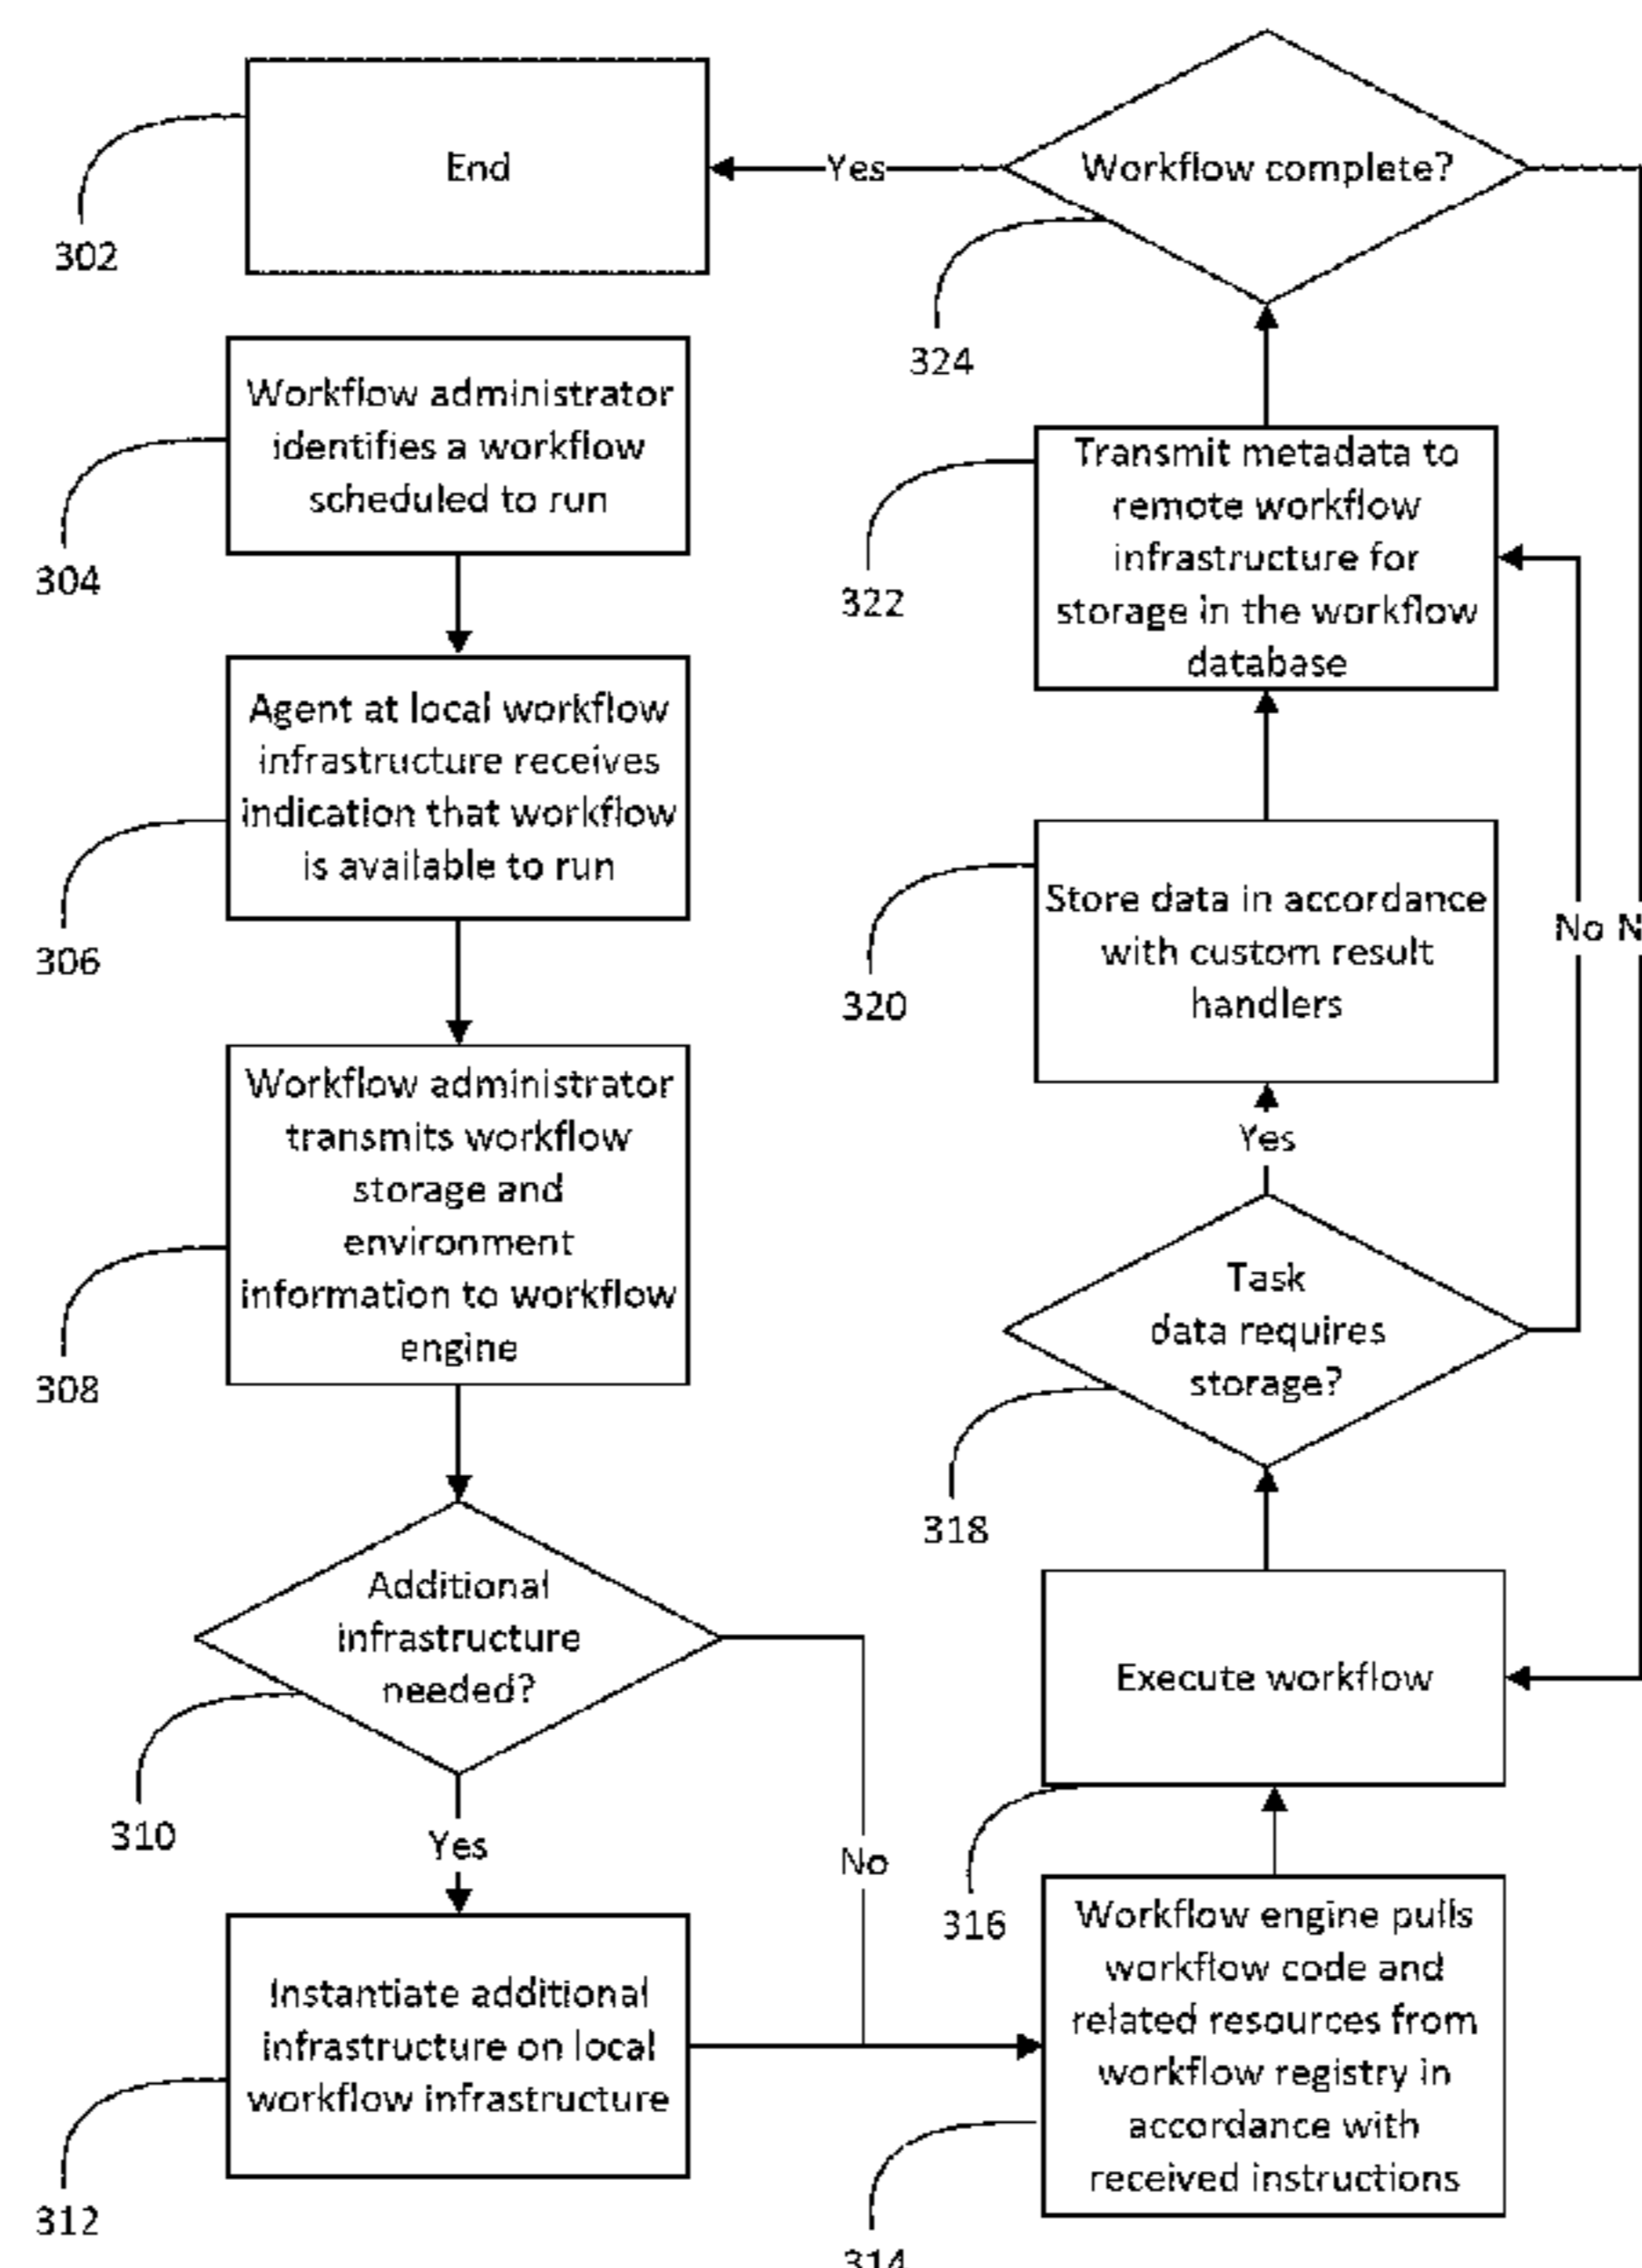 End
302
Workflow administrator
identifies a workflow
scheduled to run
304
Agent at local workflow
infrastructure receives
indication that workflow
is available to run
306
Workflow administrator
transmits workflow
storage and
environment
information to workflow
engine
308
Additional
infrastructure
needed?
310
Yes
No
Instantiate additional
infrastructure on local
workflow infrastructure
312
Workflow engine pulls
workflow code and
related resources from
workflow registry in
accordance with
received instructions
314
Execute workflow
316
Task
data requires
storage?
318
Yes
No
Store data in accordance
with custom result
handlers
320
Transmit metadata to
remote workflow
infrastructure for
storage in the workflow
database
322
Workflow complete?
324
Yes